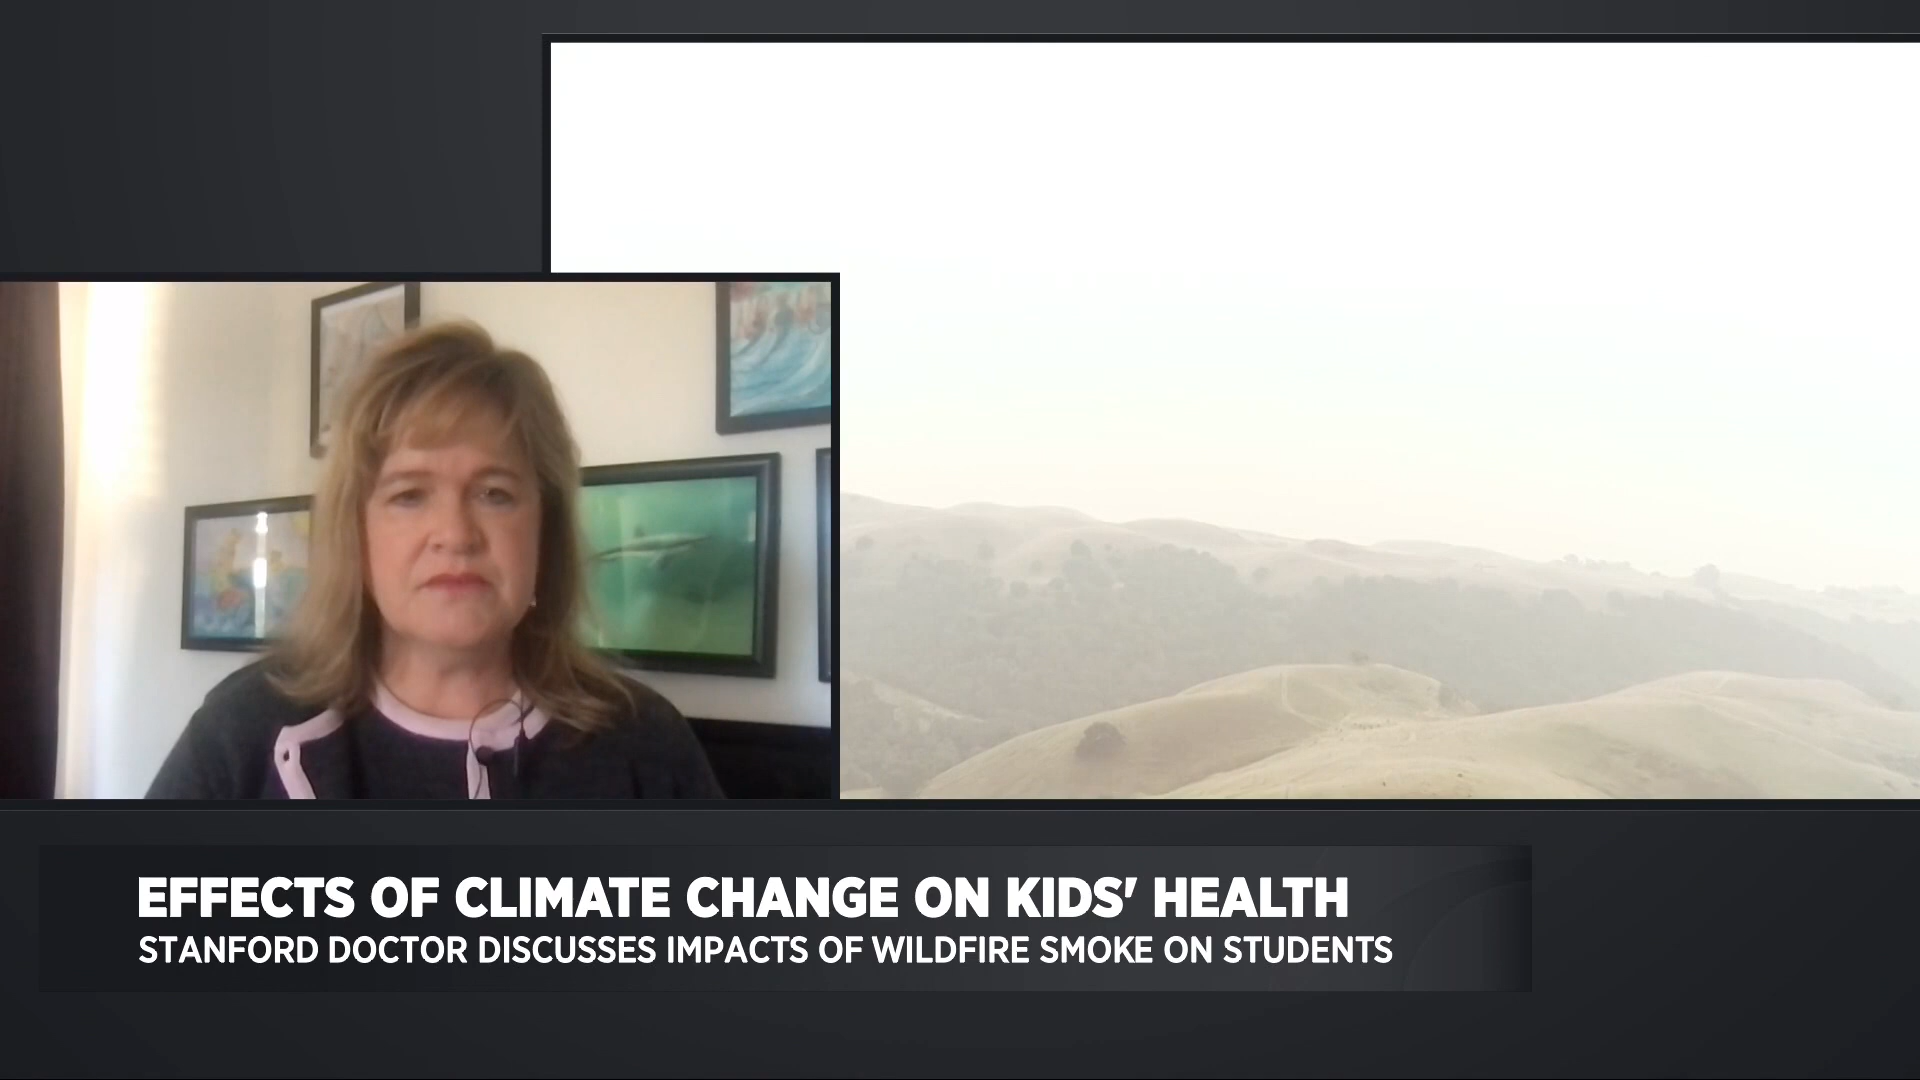 EFFECTS OF CLIMATE CHANGE ON KIDS' HEALTH
STANFORD DOCTOR DISCUSSES IMPACTS OF WILDFIRE SMOKE ON STUDENTS